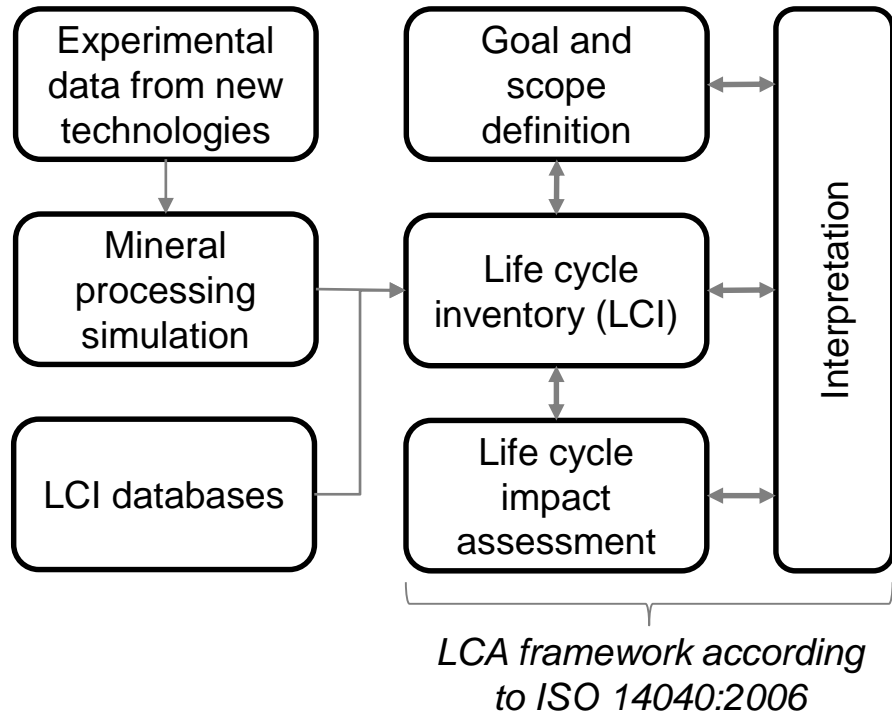 Experimental
data from new
technologies
Mineral
processing
simulation
LCI databases
Goal and
scope
definition
Life cycle
inventory (LCI)
Life cycle
impact
assessment
Interpretation
LCA framework according
to ISO 14040:2006